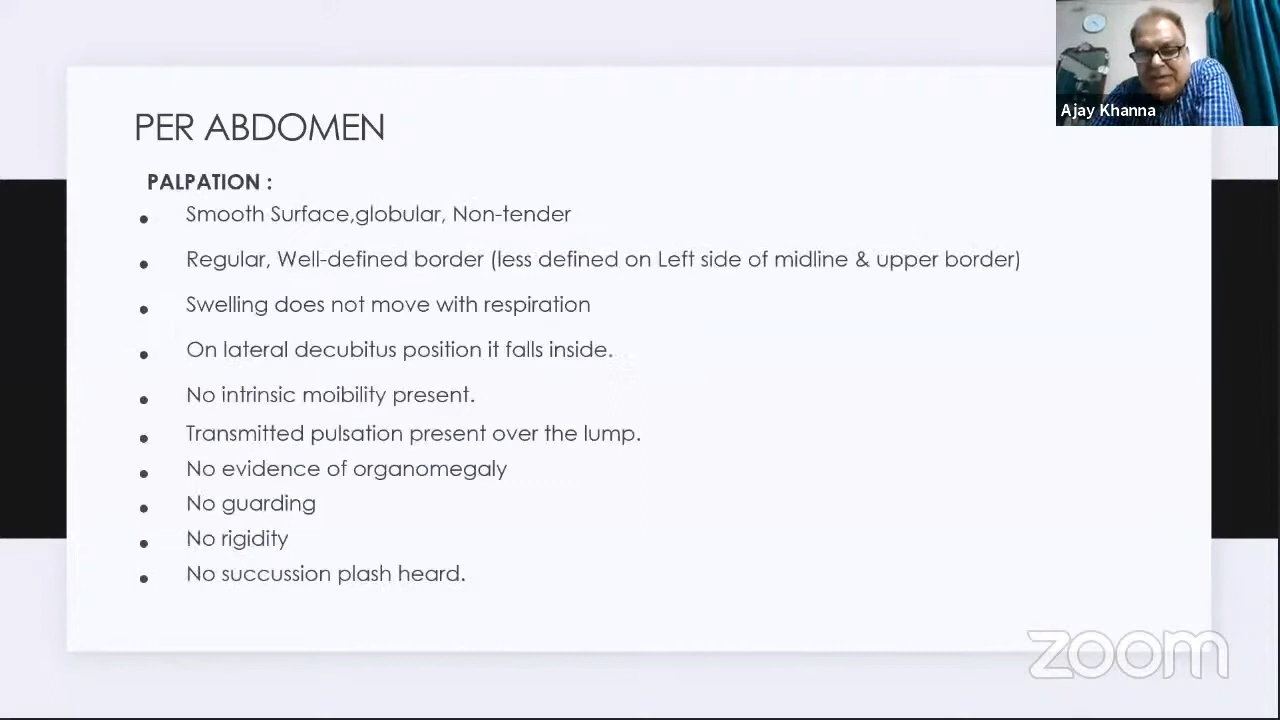 Ajay Khanna
PER ABDOMEN
PALPATION :
• Smooth Surface,globular, Non-tender
• Regular, Well-defined border (less defined on Left side of midline & upper border)
• Swelling does not move with respiration
• On lateral decubitus position it falls inside.
• No intrinsic moibility present.
• Transmitted pulsation present over the lump.
• No evidence of organomegaly
• No guarding
• No rigidity
• No succussion plash heard.
zoom